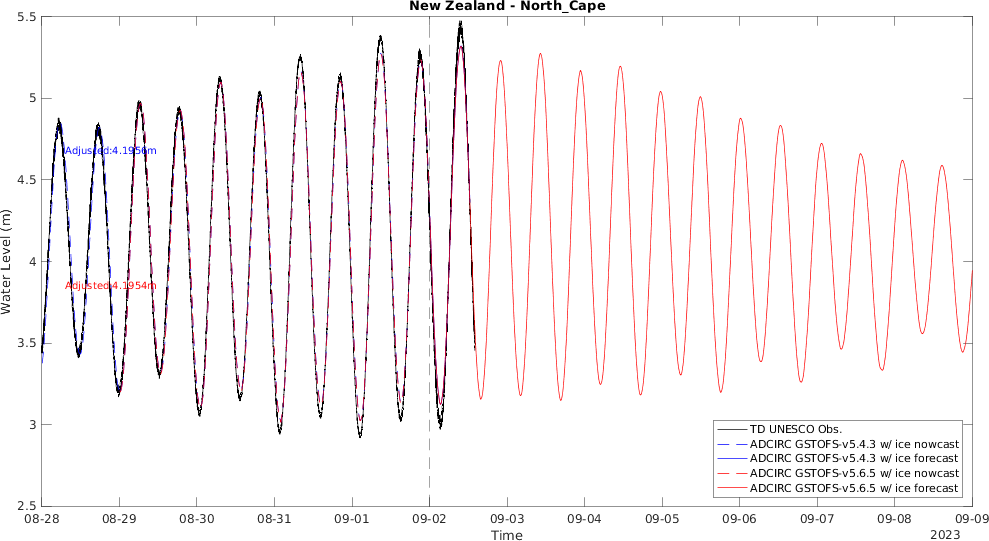 New Zealand - North_Cape
5.5
5
4.5
4
3.5
3
2.5
Water Level (m)
Adjusted:4.1956m
Adjusted:4.1954m
TD UNESCO Obs.
ADCIRC GSTOFS-v5.4.3 w/ ice nowcast
ADCIRC GSTOFS-v5.4.3 w/ ice forecast
ADCIRC GSTOFS-v5.6.5 w/ ice nowcast
ADCIRC GSTOFS-v5.6.5 w/ ice forecast
08-28 08-29 08-30 08-31 09-01 09-02 09-03 09-04 09-05 09-06 09-07 09-08 09-09
Time
2023